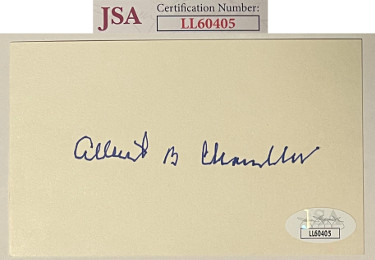 JSA Certification Number:
LL60405
Albert B Chandler
LL60405